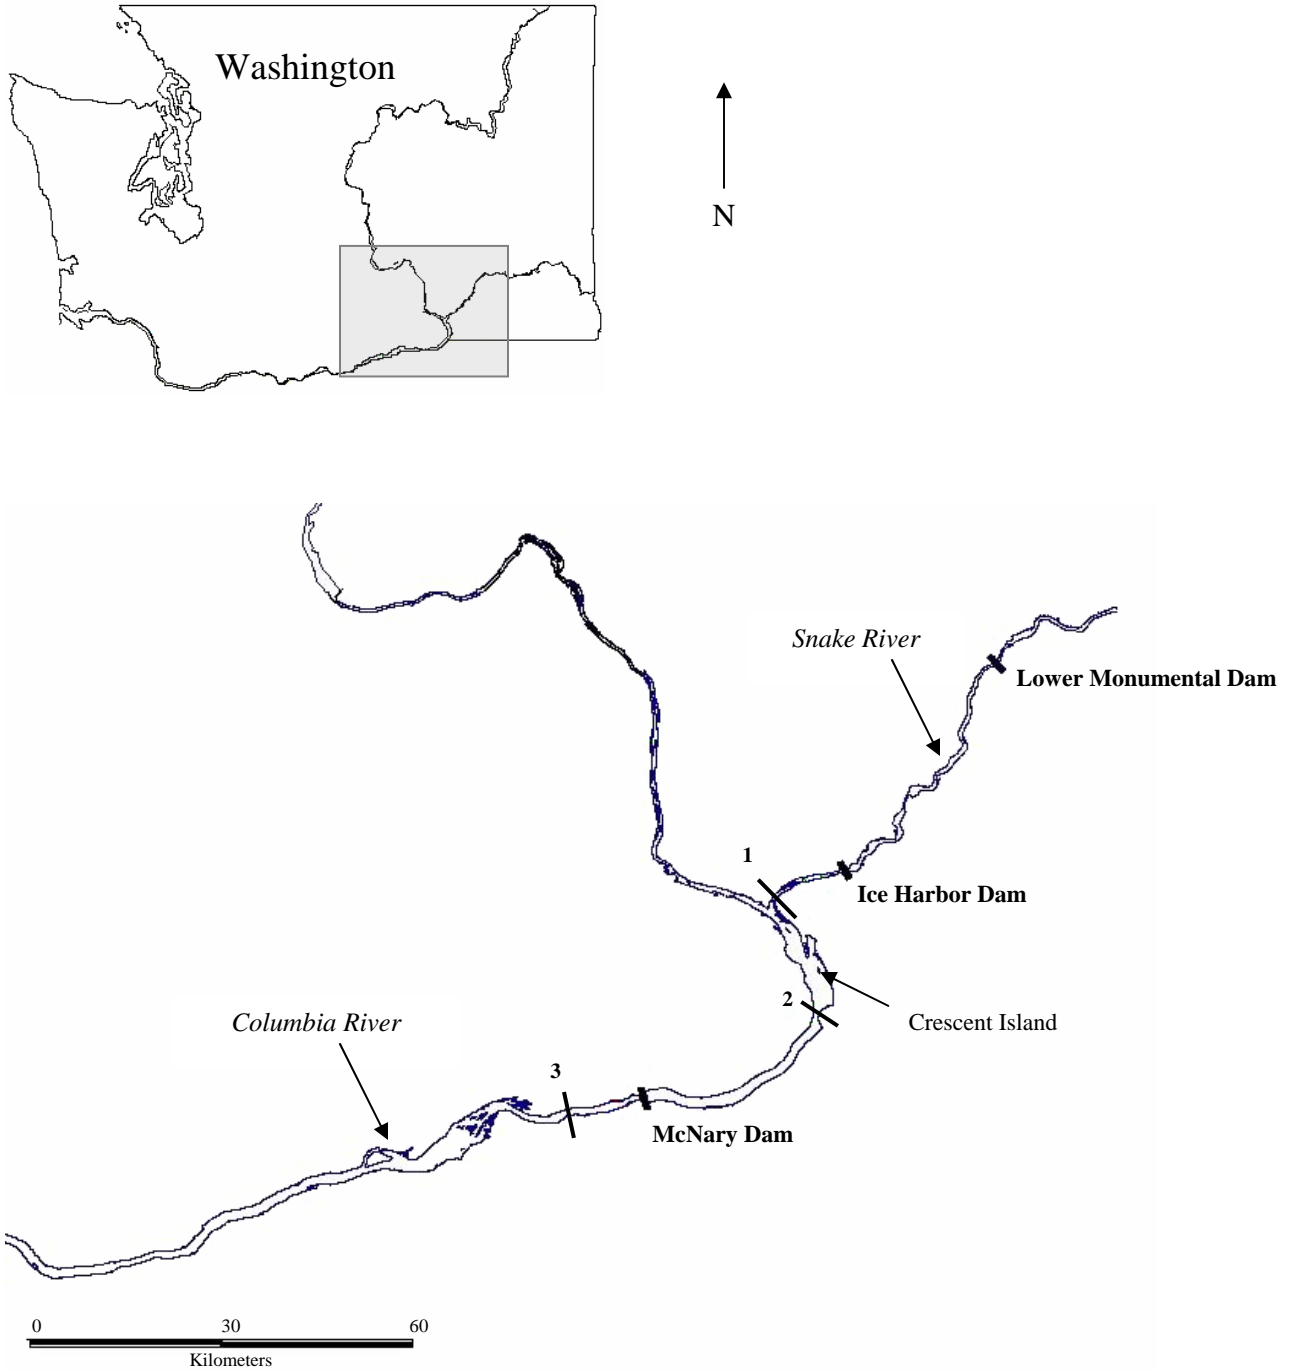 Washington
N
Snake River
Lower Monumental Dam
1
Ice Harbor Dam
2
Crescent Island
Columbia River
3
McNary Dam
0 30 60
Kilometers